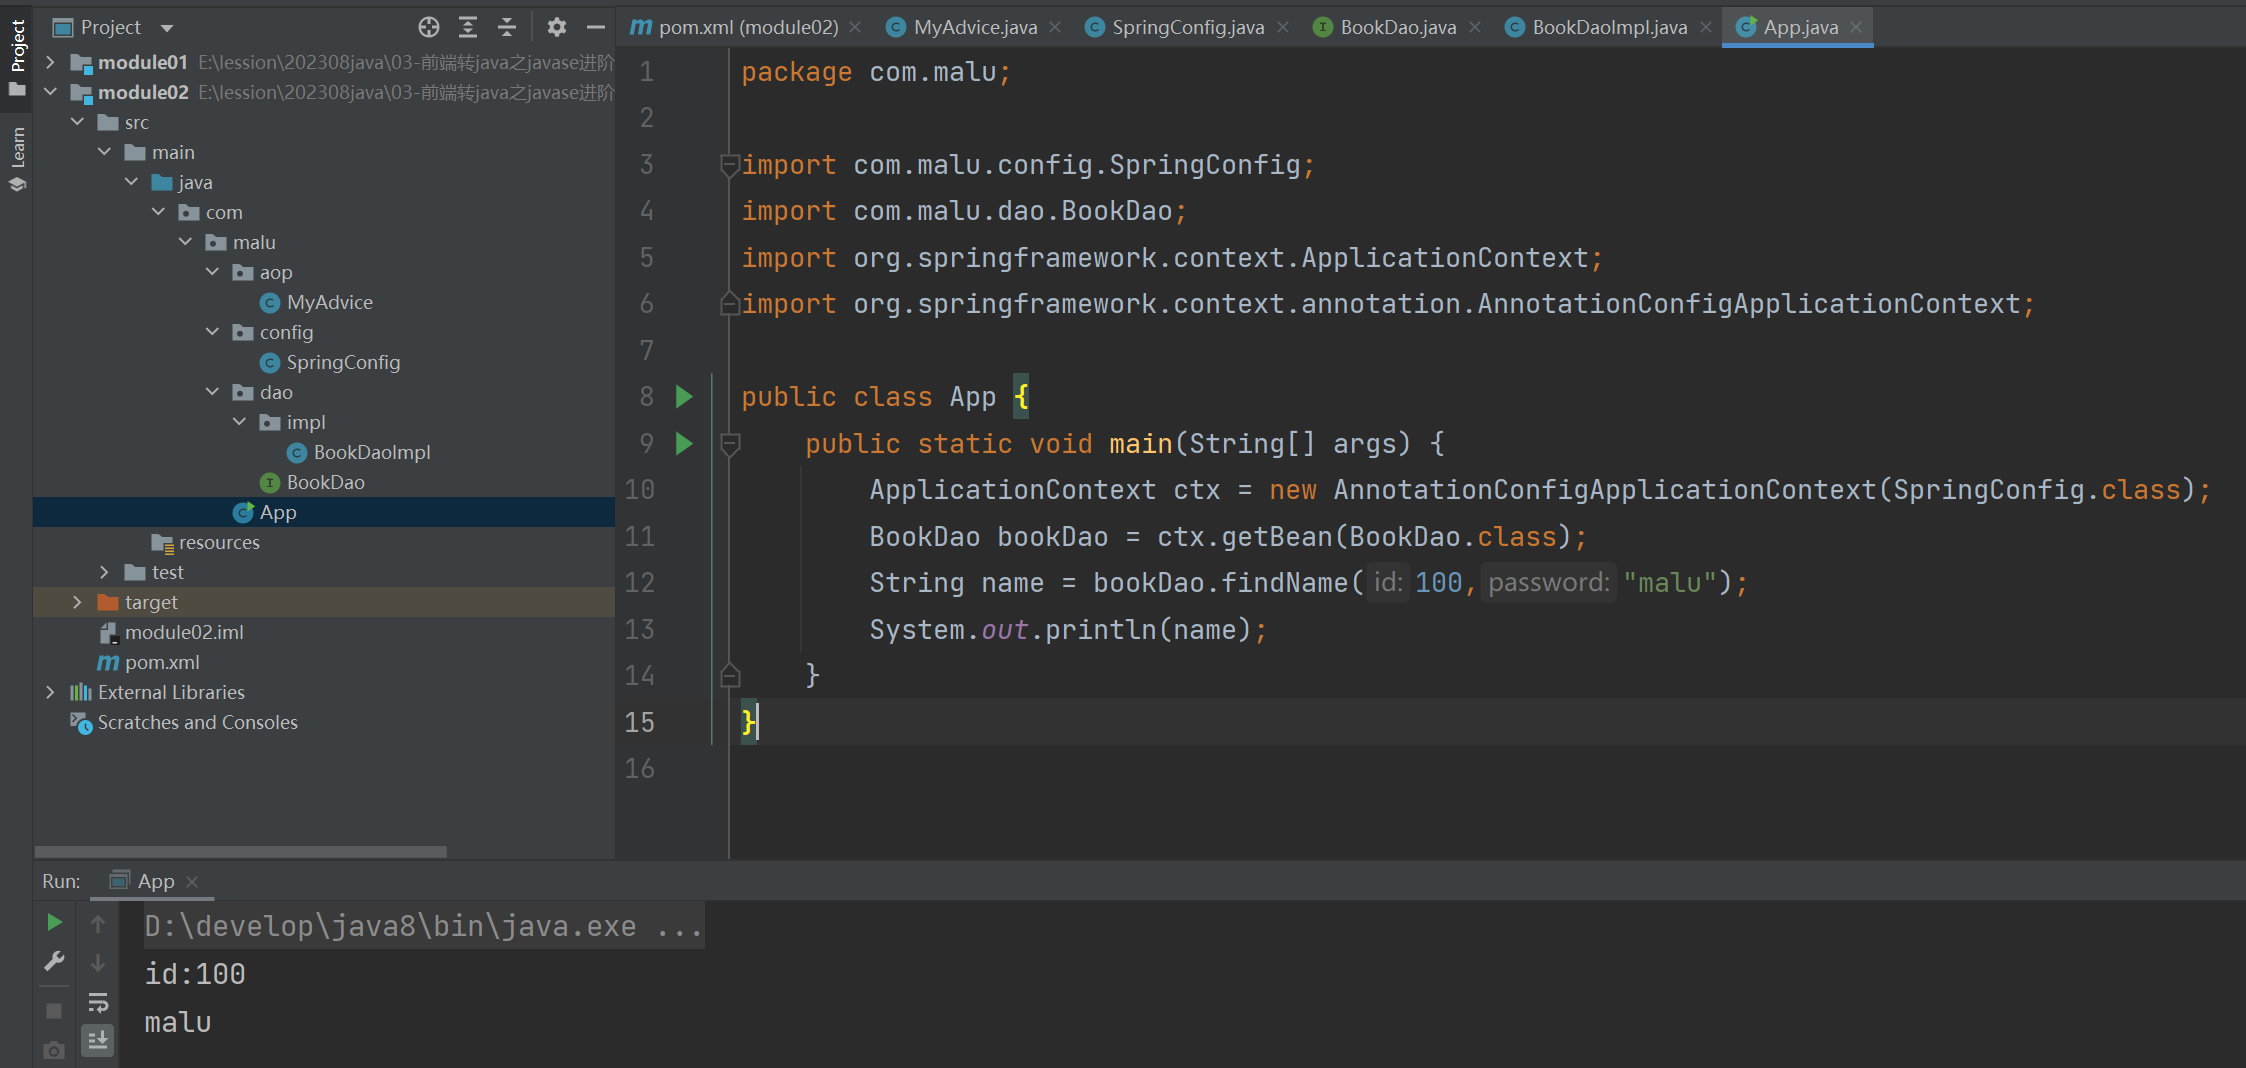 Project
Learn
Project
module01 E:\lession\202308java\03-前端转java之javase进阶
module02 E:\lession\202308java\03-前端转java之javase进阶
src
main
java
com
malu
aop
MyAdvice
config
SpringConfig
dao
impl
BookDaoImpl
BookDao
App
resources
test
target
module02.iml
pom.xml
External Libraries
Scratches and Consoles
pom.xml (module02) MyAdvice.java SpringConfig.java BookDao.java BookDaoImpl.java App.java
1 package com.malu;
2
3 import com.malu.config.SpringConfig;
4 import com.malu.dao.BookDao;
5 import org.springframework.context.ApplicationContext;
6 import org.springframework.context.annotation.AnnotationConfigApplicationContext;
7
8 public class App {
9 public static void main(String[] args) {
10 ApplicationContext ctx = new AnnotationConfigApplicationContext(SpringConfig.class);
11 BookDao bookDao = ctx.getBean(BookDao.class);
12 String name = bookDao.findName( id: 100, password: "malu");
13 System.out.println(name);
14 }
15 }
16
Run: App
D:\develop\java8\bin\java.exe ...
id:100
malu